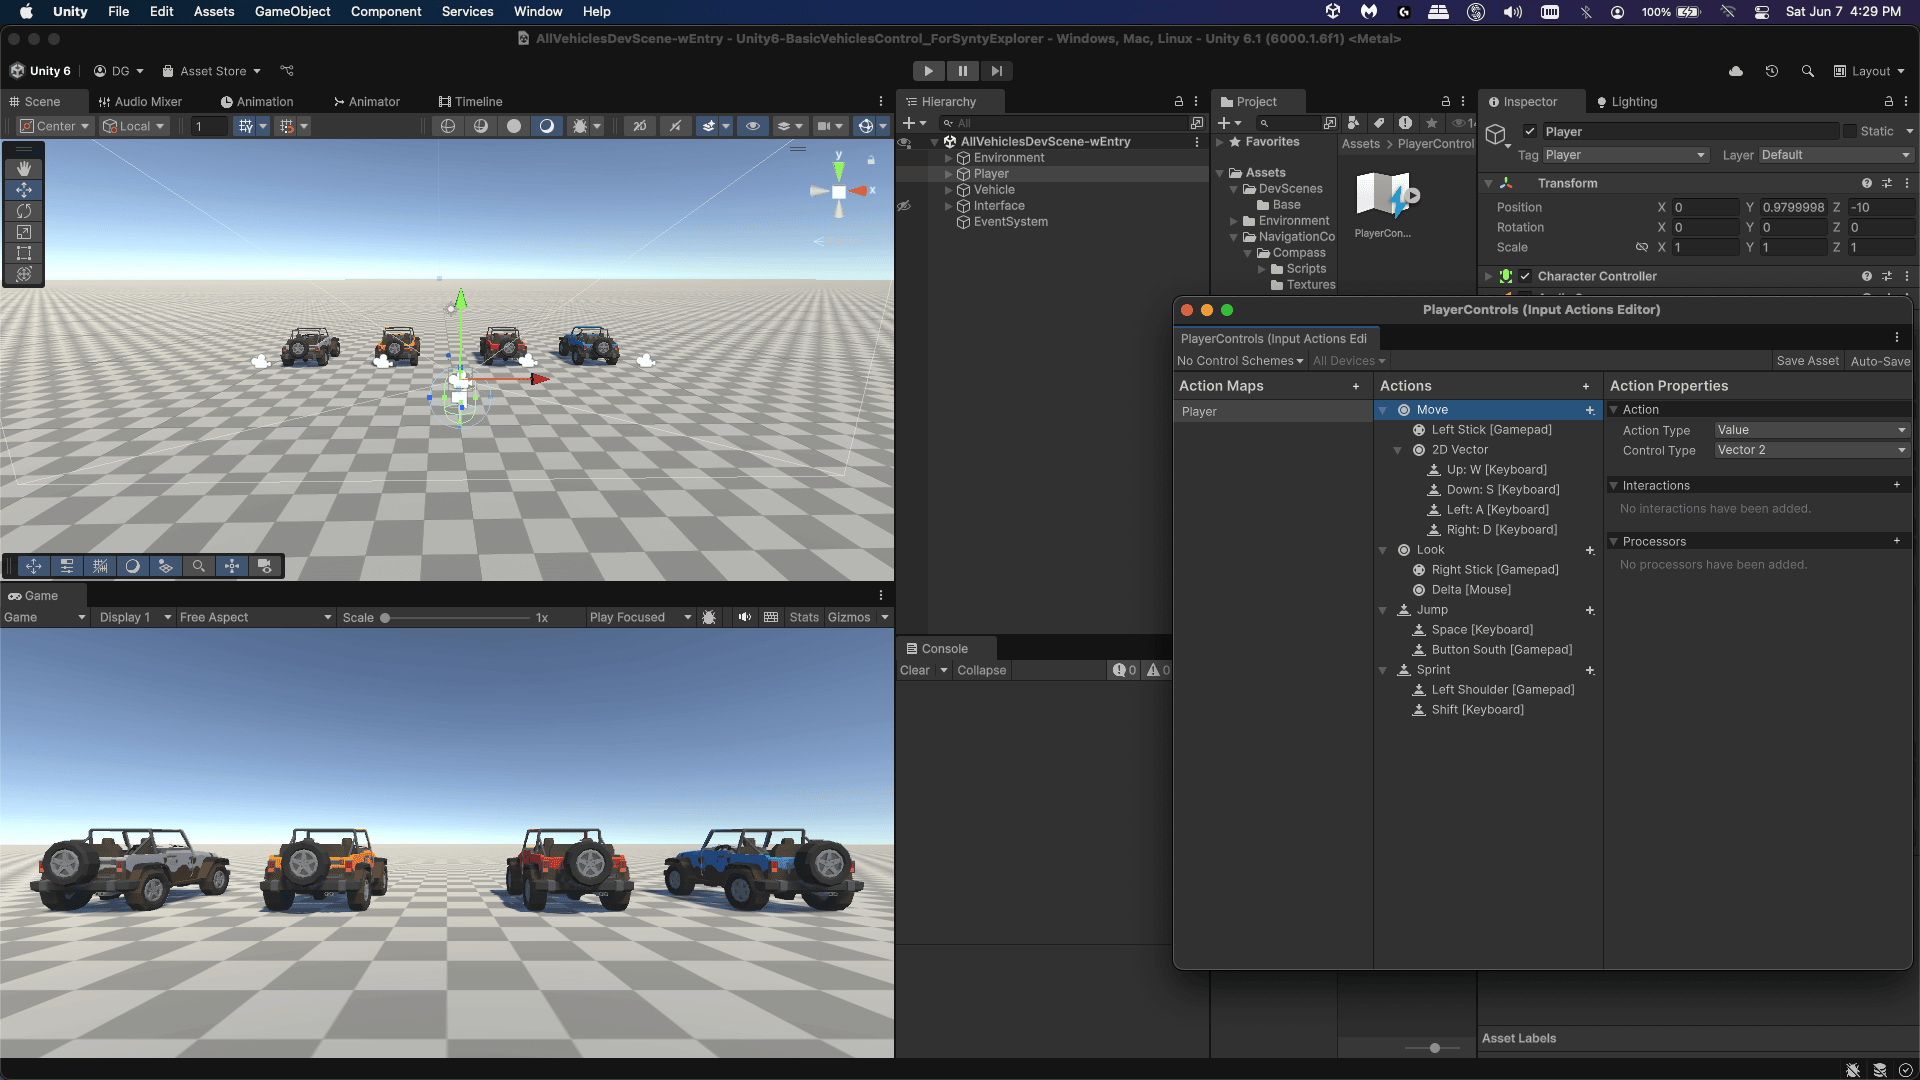 Unity File Edit Assets GameObject Component Services Window Help 100% Sat Jun 7 4:29 PM
AllVehiclesDevScene-wEntry - Unity6-BasicVehiclesControl_ForSyntyExplorer - Windows, Mac, Linux - Unity 6.1 (6000.1.6f1) <Metal>
Unity 6 DG Asset Store Layout
Scene Audio Mixer Animation Animator Timeline
Center Local 1 2D
y
x
Game
Game Display 1 Free Aspect Scale 1x Play Focused Stats Gizmos
Hierarchy
All
AllVehiclesDevScene-wEntry
Environment
Player
Vehicle
Interface
EventSystem
Console
Clear Collapse 0 0
Project
Favorites
Assets
DevScenes
Base
Environment
NavigationCo
Compass
Scripts
Textures
Assets > PlayerControl
PlayerCon...
Inspector Lighting
Player Static
Tag Player Layer Default
Transform
Position X 0 Y 0.9799998 Z -10
Rotation X 0 Y 0 Z 0
Scale X 1 Y 1 Z 1
Character Controller
PlayerControls (Input Actions Editor)
PlayerControls (Input Actions Edi
No Control Schemes All Devices Save Asset Auto-Save
Action Maps +
Player
Actions +
Move
Left Stick [Gamepad]
2D Vector
Up: W [Keyboard]
Down: S [Keyboard]
Left: A [Keyboard]
Right: D [Keyboard]
Look
Right Stick [Gamepad]
Delta [Mouse]
Jump
Space [Keyboard]
Button South [Gamepad]
Sprint
Left Shoulder [Gamepad]
Shift [Keyboard]
Action Properties
Action
Action Type Value
Control Type Vector 2
Interactions +
No interactions have been added.
Processors +
No processors have been added.
Asset Labels